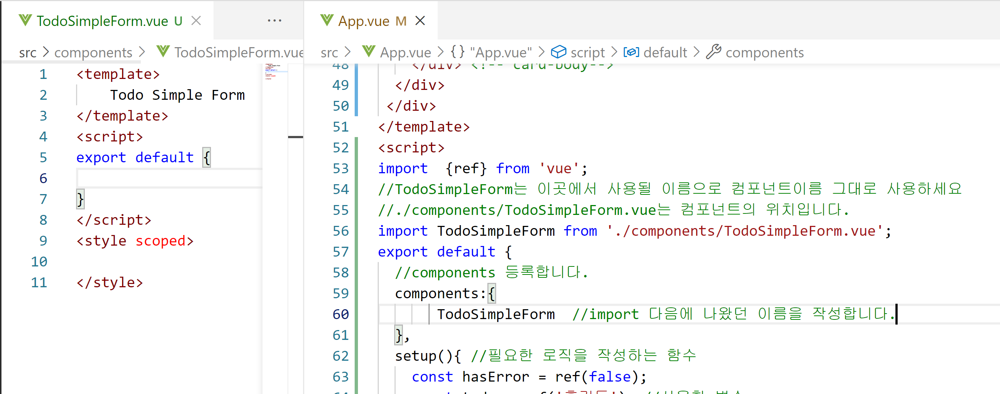 TodoSimpleForm.vue U
src > components > TodoSimpleForm.vue
1 <template>
2 Todo Simple Form
3 </template>
4 <script>
5 export default {
6
7 }
8 </script>
9 <style scoped>
10
11 </style>
App.vue M
src > App.vue > {} "App.vue" > script > default > components
48 </div> <!-- card-body-->
49 </div>
50 </div>
51 </template>
52 <script>
53 import  {ref} from 'vue';
54 //TodoSimpleForm는 이곳에서 사용될 이름으로 컴포넌트이름 그대로 사용하세요
55 //./components/TodoSimpleForm.vue는 컴포넌트의 위치입니다.
56 import TodoSimpleForm from './components/TodoSimpleForm.vue';
57 export default {
58 //components 등록합니다.
59 components:{
60 TodoSimpleForm  //import 다음에 나왔던 이름을 작성합니다.
61 },
62 setup(){ //필요한 로직을 작성하는 함수
63 const hasError = ref(false);